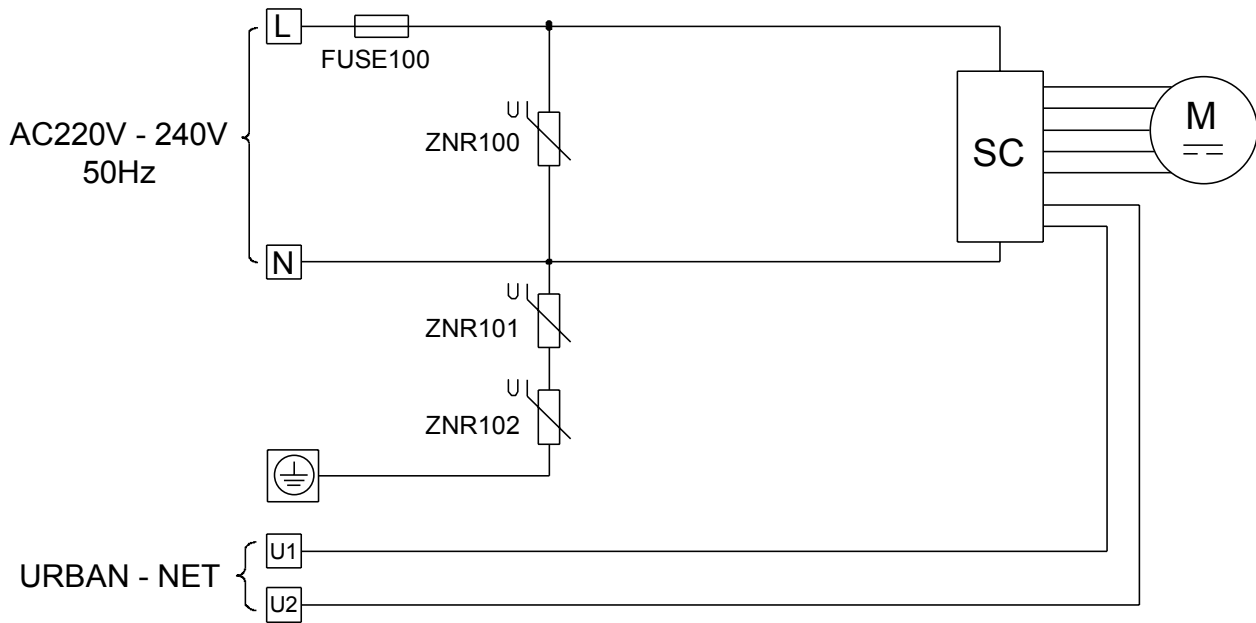 L
FUSE100
AC220V - 240V
50Hz
U
ZNR100
SC
M
N
U
ZNR101
U
ZNR102
U1
URBAN - NET
U2